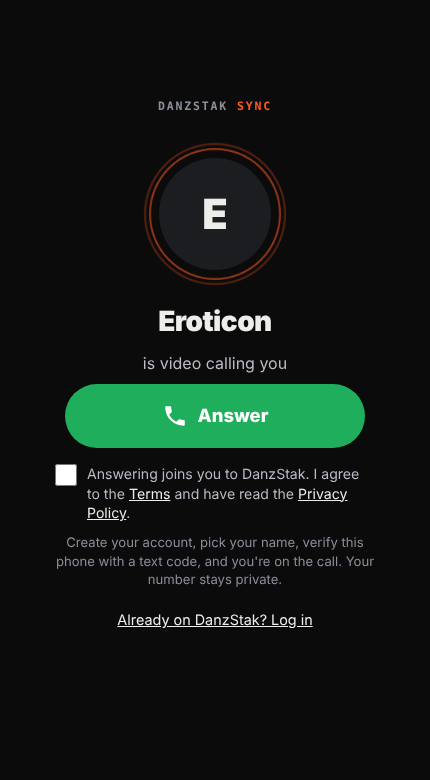 DANZSTAK SYNC
E
Eroticon
is video calling you
Answer
Answering joins you to DanzStak. I agree
to the Terms and have read the Privacy
Policy.
Create your account, pick your name, verify this
phone with a text code, and you're on the call. Your
number stays private.
Already on DanzStak? Log in